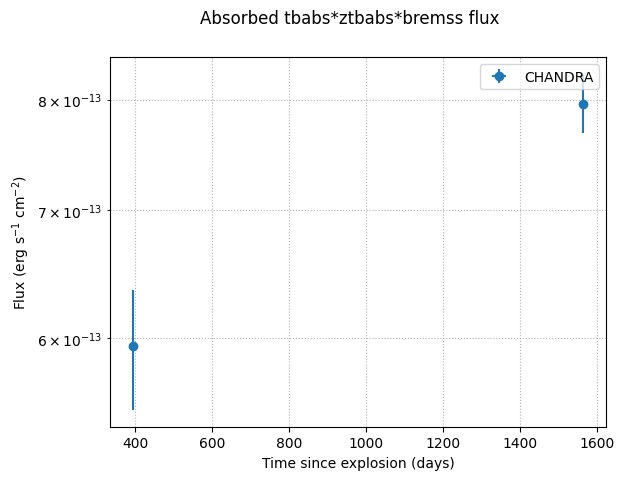 Absorbed tbabs*ztbabs*bremss flux
CHANDRA
8 × 10⁻¹³
7 × 10⁻¹³
6 × 10⁻¹³
Flux (erg s⁻¹ cm⁻²)
400 600 800 1000 1200 1400 1600
Time since explosion (days)